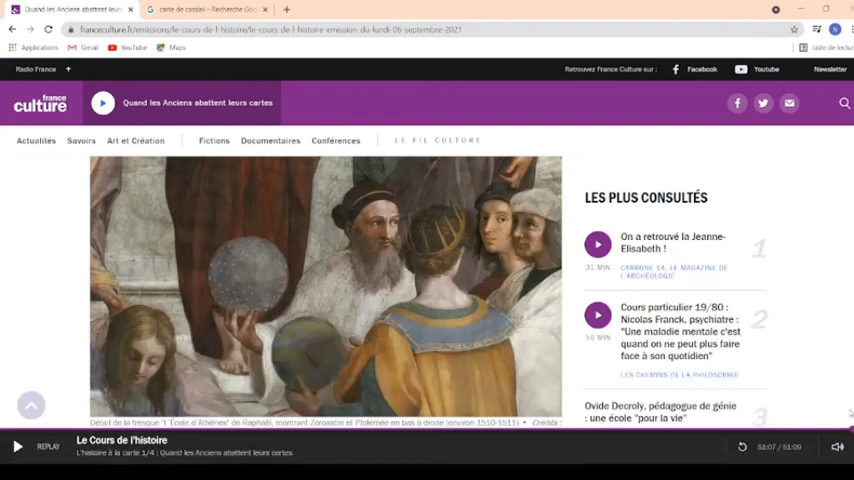 Quand les Anciens abattent leurs
carte de cassini – Recherche Goo
franceculture.fr/emissions/le-cours-de-l-histoire/le-cours-de-l-histoire-emission-du-lundi-06-septembre-2021
Applications Gmail YouTube Maps Liste de lectu
Radio France + Retrouvez France Culture sur : Facebook Youtube Newsletter
france
culture
Quand les Anciens abattent leurs cartes
Actualités Savoirs Art et Création Fictions Documentaires Conférences LE FIL CULTURE
LES PLUS CONSULTÉS
On a retrouvé la Jeanne-
Elisabeth !
1
31 MIN
CARBONE 14, LE MAGAZINE DE
L'ARCHÉOLOGIE
Cours particulier 19/80 :
Nicolas Franck, psychiatre :
"Une maladie mentale c'est
quand on ne peut plus faire
face à son quotidien"
2
56 MIN
LES CHEMINS DE LA PHILOSOPHIE
Ovide Decroly, pédagogue de génie
: une école "pour la vie"
3
Détail de la fresque "l'École d'Athènes" de Raphaël, montrant Zoroastre et Ptolémée en bas à droite (environ 1510-1511) • Crédits :
REPLAY
Le Cours de l'histoire
L'histoire à la carte 1/4 : Quand les Anciens abattent leurs cartes
51:07 / 51:09